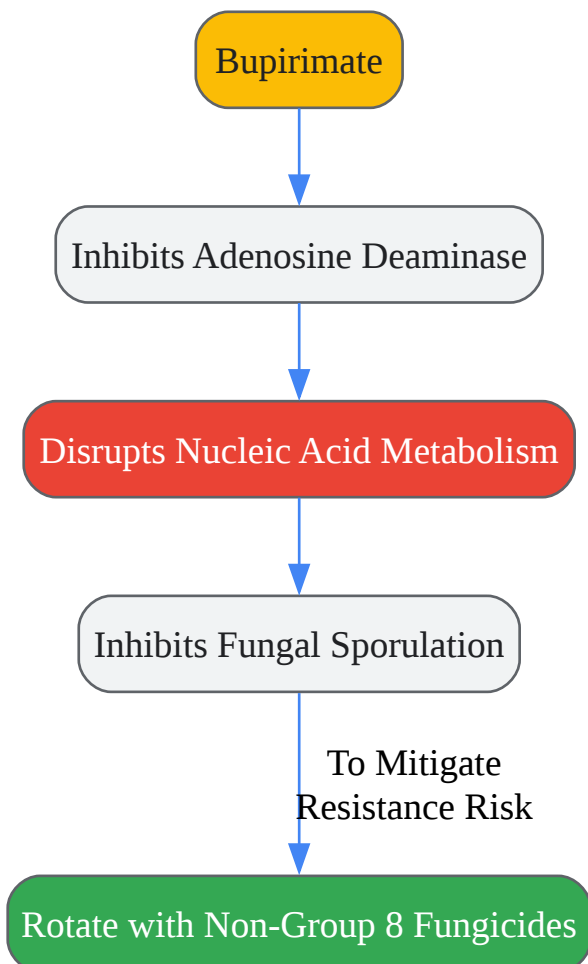 Bupirimate
Inhibits Adenosine Deaminase
Disrupts Nucleic Acid Metabolism
Inhibits Fungal Sporulation
To Mitigate
Resistance Risk
Rotate with Non-Group 8 Fungicides